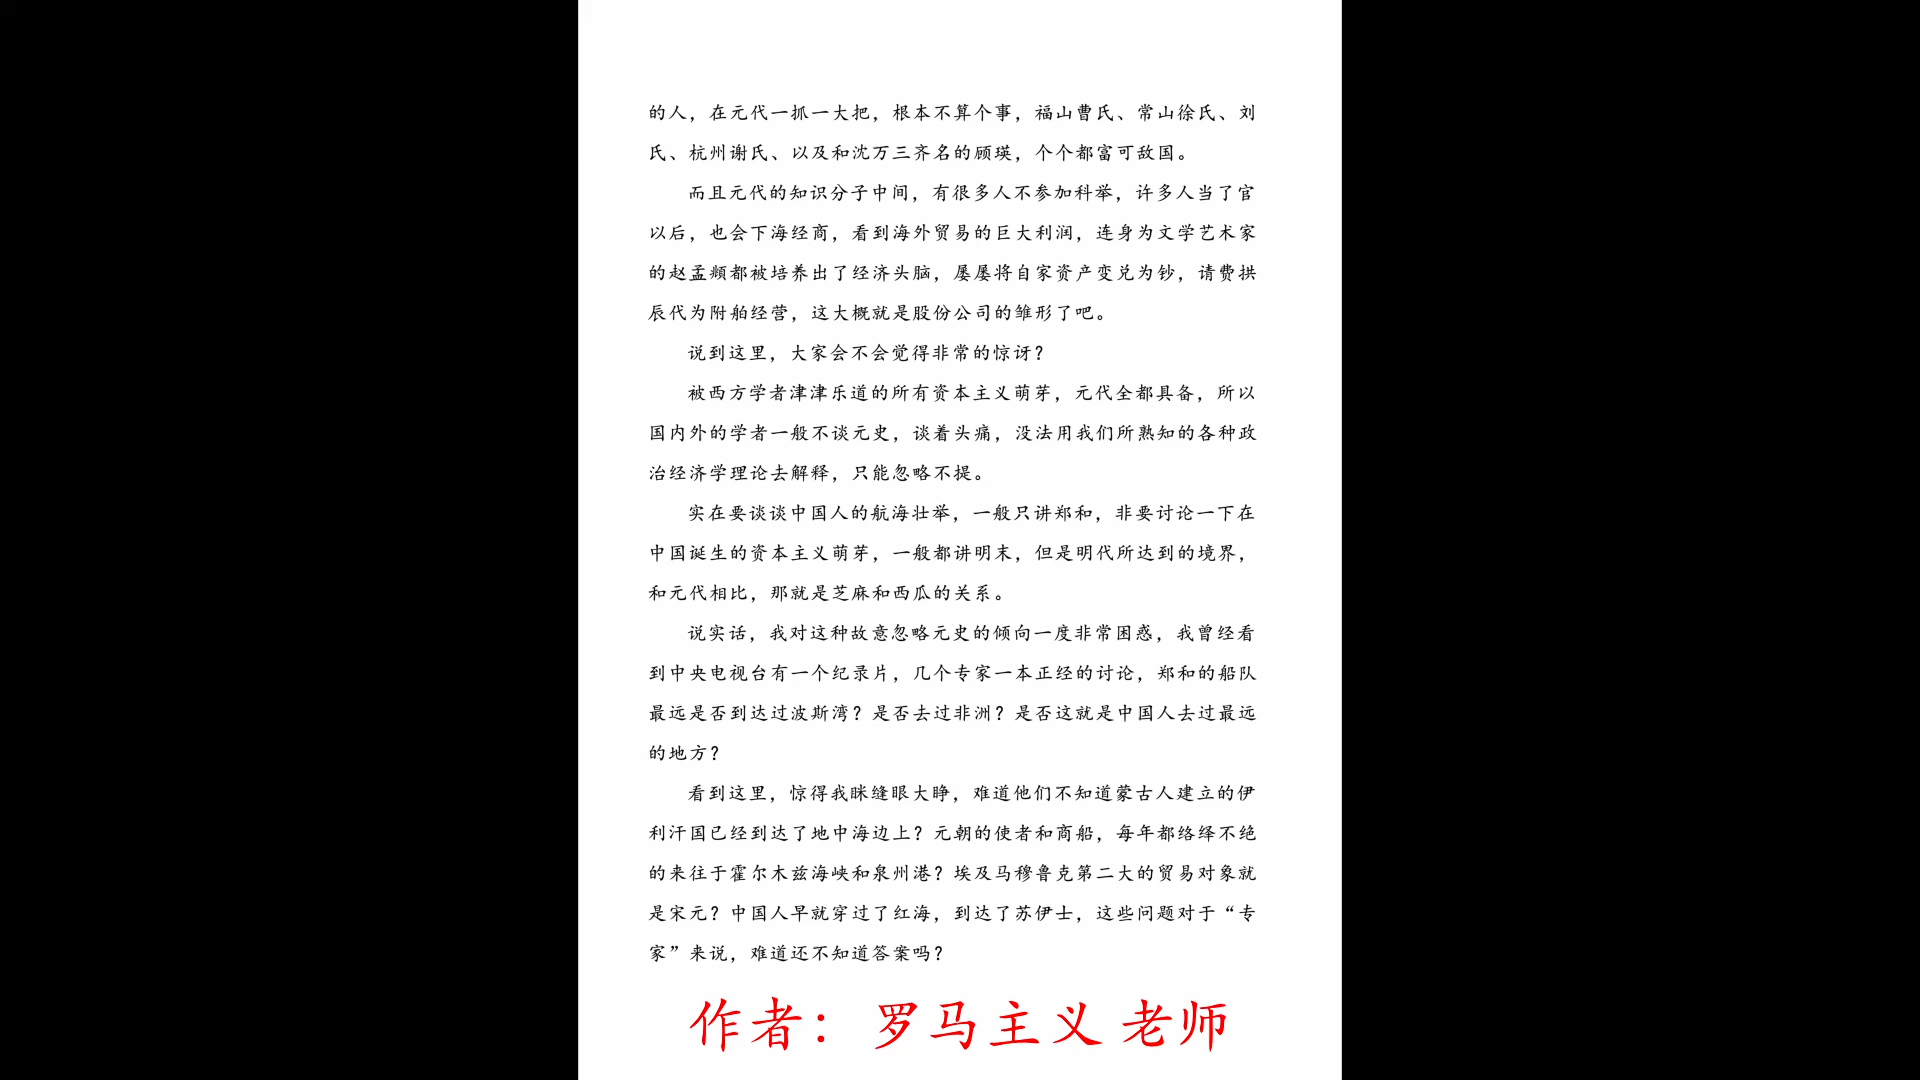 的人，在元代一抓一大把，根本不算个事，福山曹氏、常山徐氏、刘
氏、杭州谢氏、以及和沈万三齐名的顾瑛，个个都富可敌国。
而且元代的知识分子中间，有很多人不参加科举，许多人当了官
以后，也会下海经商，看到海外贸易的巨大利润，连身为文学艺术家
的赵孟頫都被培养出了经济头脑，屡屡将自家资产变兑为钞，请费拱
辰代为附舶经营，这大概就是股份公司的雏形了吧。
说到这里，大家会不会觉得非常的惊讶？
被西方学者津津乐道的所有资本主义萌芽，元代全都具备，所以
国内外的学者一般不谈元史，谈着头痛，没法用我们所熟知的各种政
治经济学理论去解释，只能忽略不提。
实在要谈谈中国人的航海壮举，一般只讲郑和，非要讨论一下在
中国诞生的资本主义萌芽，一般都讲明末，但是明代所达到的境界，
和元代相比，那就是芝麻和西瓜的关系。
说实话，我对这种故意忽略元史的倾向一度非常困惑，我曾经看
到中央电视台有一个纪录片，几个专家一本正经的讨论，郑和的船队
最远是否到达过波斯湾？是否去过非洲？是否这就是中国人去过最远
的地方？
看到这里，惊得我眯缝眼大睁，难道他们不知道蒙古人建立的伊
利汗国已经到达了地中海边上？元朝的使者和商船，每年都络绎不绝
的来往于霍尔木兹海峡和泉州港？埃及马穆鲁克第二大的贸易对象就
是宋元？中国人早就穿过了红海，到达了苏伊士，这些问题对于“专
家”来说，难道还不知道答案吗？
作者：罗马主义 老师